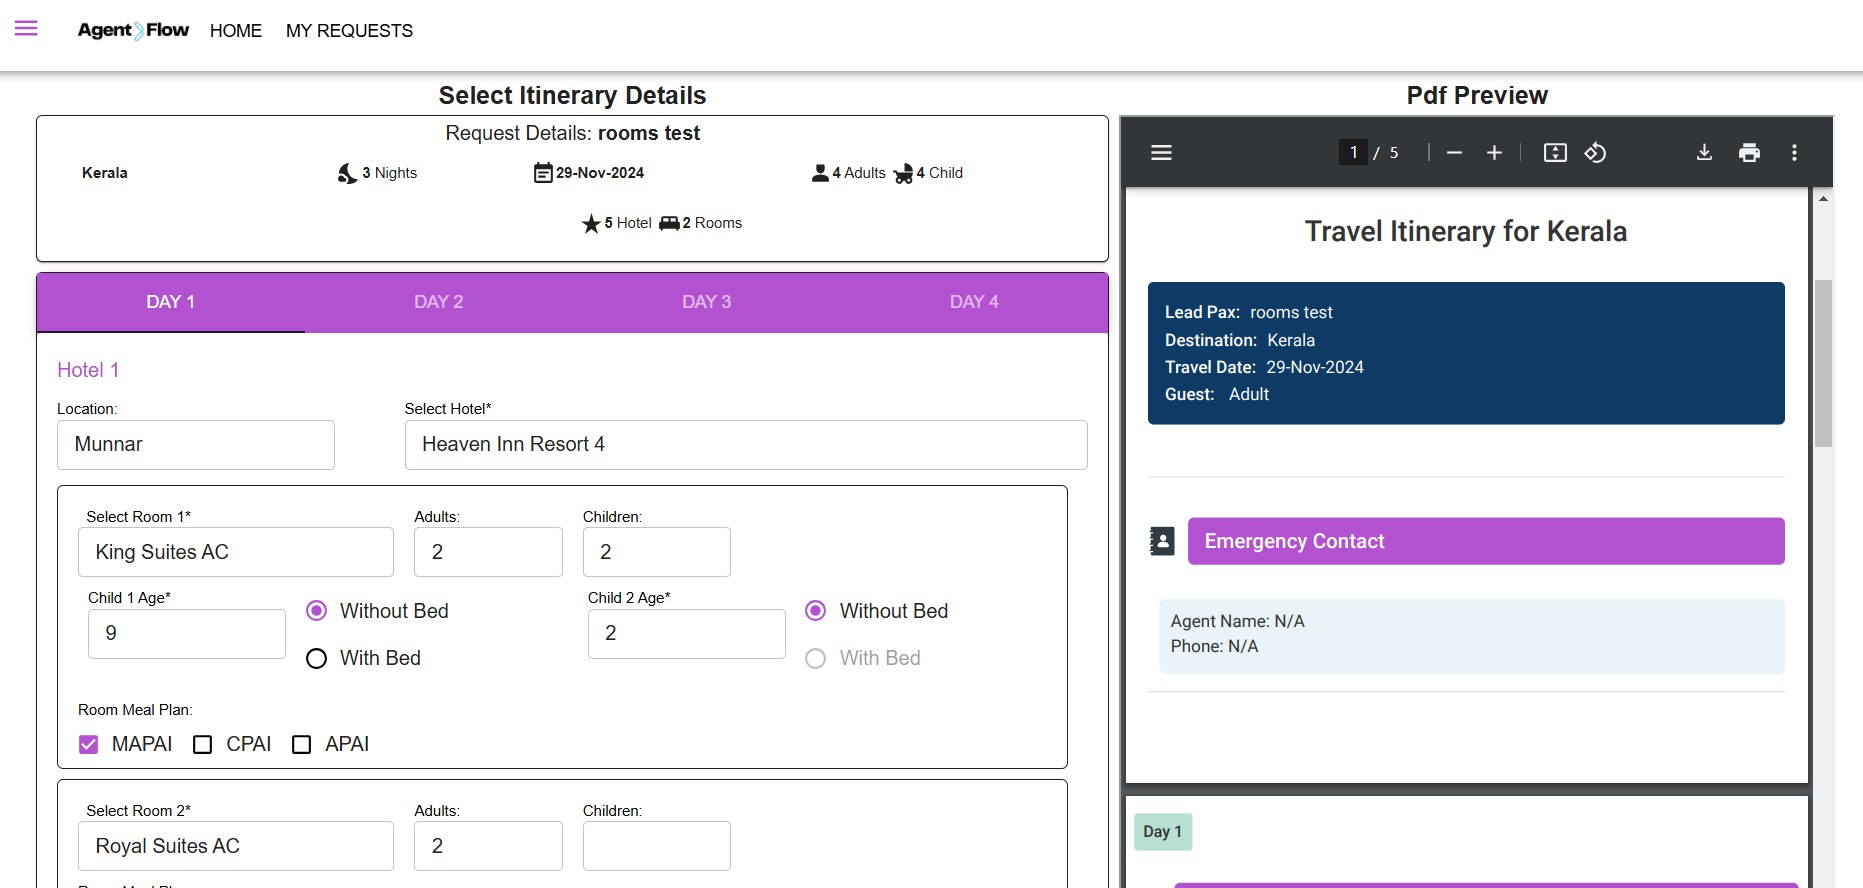 Agent Flow HOME MY REQUESTS
Select Itinerary Details
Request Details: rooms test
Kerala 3 Nights 29-Nov-2024 4 Adults 4 Child
5 Hotel 2 Rooms
DAY 1 DAY 2 DAY 3 DAY 4
Hotel 1
Location: Select Hotel*
Munnar Heaven Inn Resort 4
Select Room 1* Adults: Children:
King Suites AC 2 2
Child 1 Age* Child 2 Age*
9 Without Bed 2 Without Bed
With Bed With Bed
Room Meal Plan:
MAPAI CPAI APAI
Select Room 2* Adults: Children:
Royal Suites AC 2
Pdf Preview
1 / 5
Travel Itinerary for Kerala
Lead Pax: rooms test
Destination: Kerala
Travel Date: 29-Nov-2024
Guest: Adult
Emergency Contact
Agent Name: N/A
Phone: N/A
Day 1